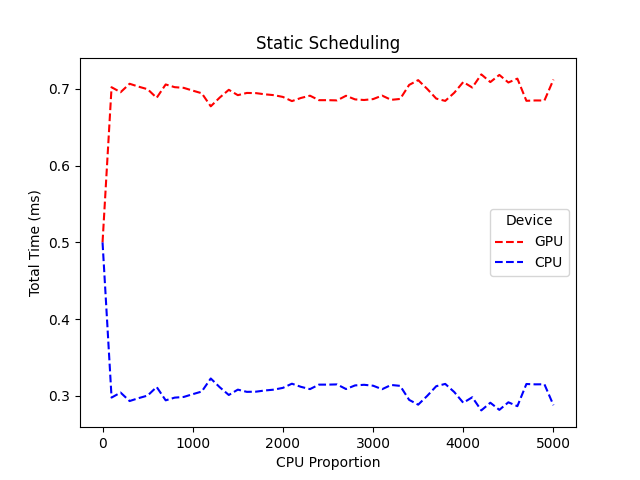 Static Scheduling
Total Time (ms)
0.7
0.6
0.5
0.4
0.3
Device
GPU
CPU
0 1000 2000 3000 4000 5000
CPU Proportion